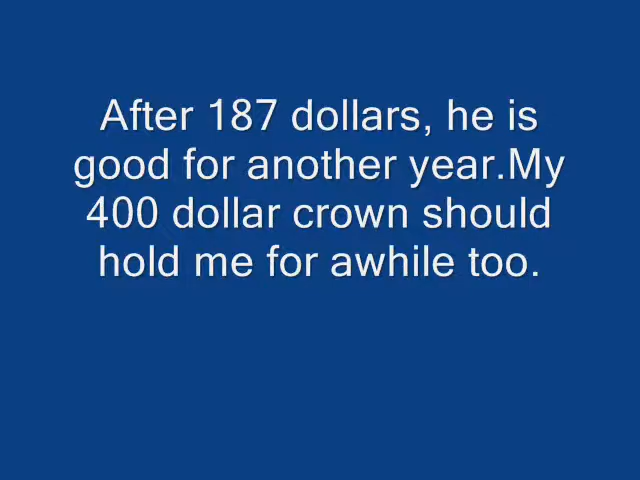 After 187 dollars, he is
good for another year.My
400 dollar crown should
hold me for awhile too.